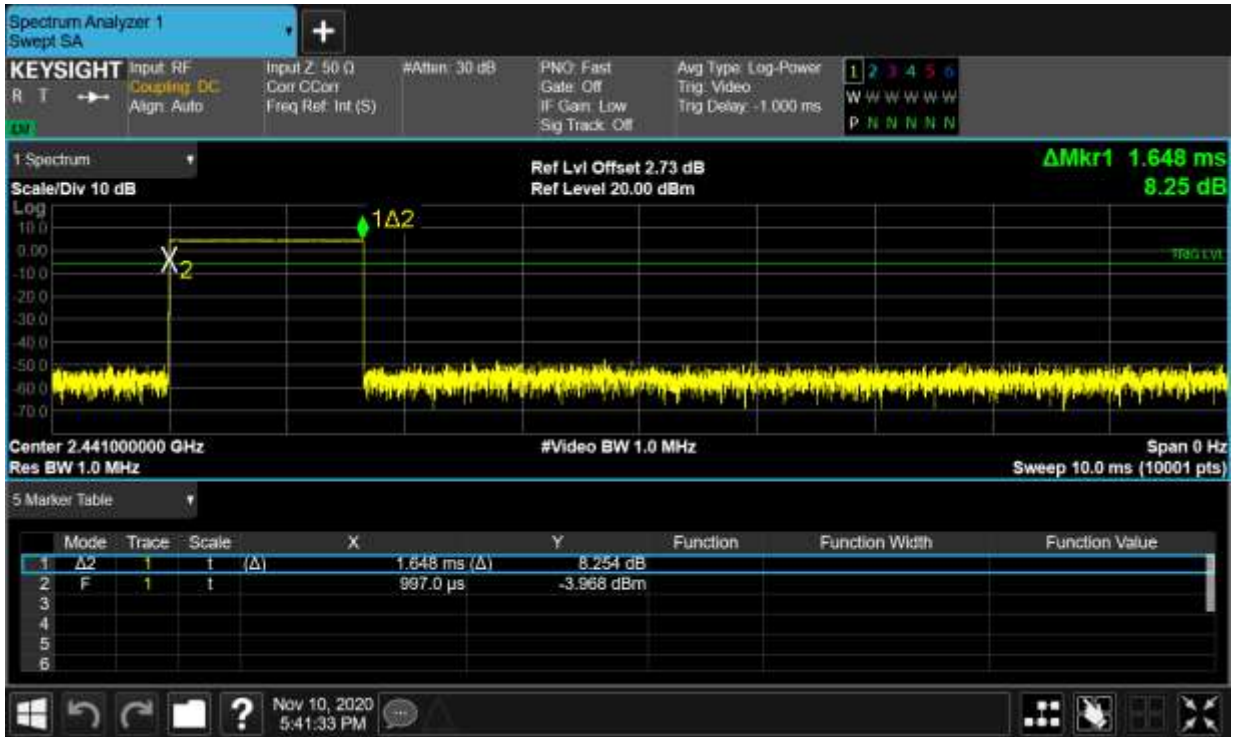 Spectrum Analyzer 1
Swept SA
+
KEYSIGHT Input: RF Input Z: 50 Ω #Atten: 30 dB PNO: Fast Avg Type: Log-Power 1 2 3 4 5 6
R T Coupling: DC Corr CCorr Gate: Off Trig: Video W W W W W W
Align: Auto Freq Ref: Int (S) IF Gain: Low Trig Delay: -1.000 ms P N N N N N
Sig Track: Off
1 Spectrum Ref Lvl Offset 2.73 dB ΔMkr1 1.648 ms
Scale/Div 10 dB Ref Level 20.00 dBm 8.25 dB
Log
10.0 1Δ2
0.00 TRIG LVL
2
-10.0
-20.0
-30.0
-40.0
-50.0
-60.0
-70.0
Center 2.441000000 GHz #Video BW 1.0 MHz Span 0 Hz
Res BW 1.0 MHz Sweep 10.0 ms (10001 pts)
5 Marker Table
Mode Trace Scale X Y Function Function Width Function Value
1 Δ2 1 t (Δ) 1.648 ms (Δ) 8.254 dB
2 F 1 t 997.0 µs -3.968 dBm
3
4
5
6
? Nov 10, 2020
5:41:33 PM